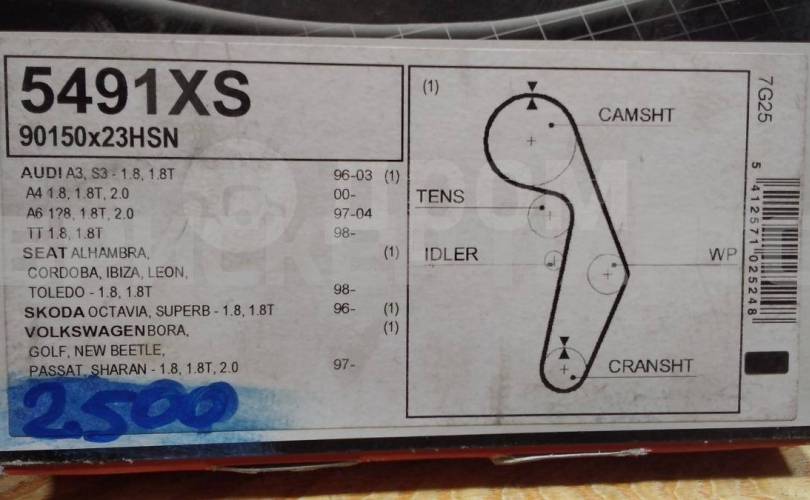 5491XS
90150x23HSN
AUDI A3, S3 - 1.8, 1.8T 96-03 (1)
A4 1.8, 1.8T, 2.0 00-
A6 1?8, 1.8T, 2.0 97-04
TT 1.8, 1.8T 98-
SEAT ALHAMBRA, (1)
CORDOBA, IBIZA, LEON,
TOLEDO - 1.8, 1.8T 98-
SKODA OCTAVIA, SUPERB - 1.8, 1.8T 96- (1)
VOLKSWAGEN BORA, (1)
GOLF, NEW BEETLE,
PASSAT, SHARAN - 1.8, 1.8T, 2.0 97-
2500
(1)
CAMSHT
TENS
IDLER
WP
CRANSHT
7G25
5 412571 025248
ДРОМ